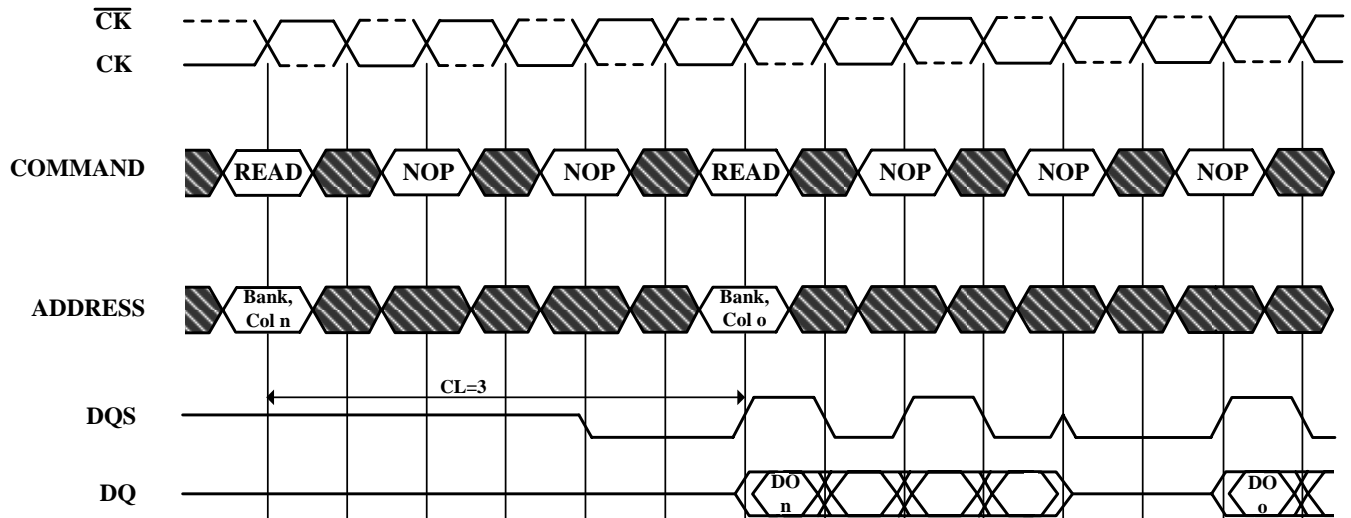 CK
CK
COMMAND READ NOP NOP READ NOP NOP NOP
ADDRESS Bank, Col n Bank, Col o
CL=3
DQS
DQ DO n DO o